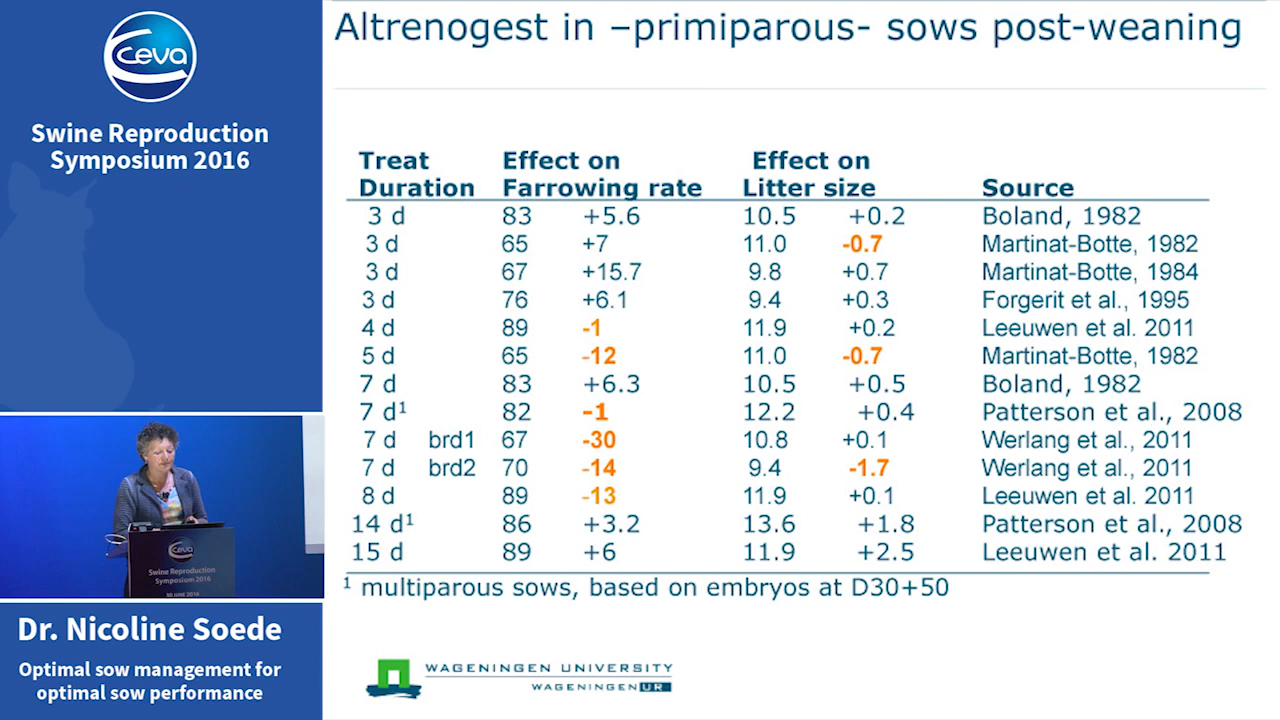 ceva
Swine Reproduction
Symposium 2016
Altrenogest in –primiparous- sows post-weaning
Treat Duration Effect on Farrowing rate Effect on Litter size Source
3 d 83 +5.6 10.5 +0.2 Boland, 1982
3 d 65 +7 11.0 -0.7 Martinat-Botte, 1982
3 d 67 +15.7 9.8 +0.7 Martinat-Botte, 1984
3 d 76 +6.1 9.4 +0.3 Forgerit et al., 1995
4 d 89 -1 11.9 +0.2 Leeuwen et al. 2011
5 d 65 -12 11.0 -0.7 Martinat-Botte, 1982
7 d 83 +6.3 10.5 +0.5 Boland, 1982
7 d¹ 82 -1 12.2 +0.4 Patterson et al., 2008
7 d brd1 67 -30 10.8 +0.1 Werlang et al., 2011
7 d brd2 70 -14 9.4 -1.7 Werlang et al., 2011
8 d 89 -13 11.9 +0.1 Leeuwen et al. 2011
14 d¹ 86 +3.2 13.6 +1.8 Patterson et al., 2008
15 d 89 +6 11.9 +2.5 Leeuwen et al. 2011
¹ multiparous sows, based on embryos at D30+50
ceva
Swine Reproduction
Symposium 2016
30 JUNE 2016
Dr. Nicoline Soede
Optimal sow management for
optimal sow performance
WAGENINGEN UNIVERSITY
WAGENINGEN UR